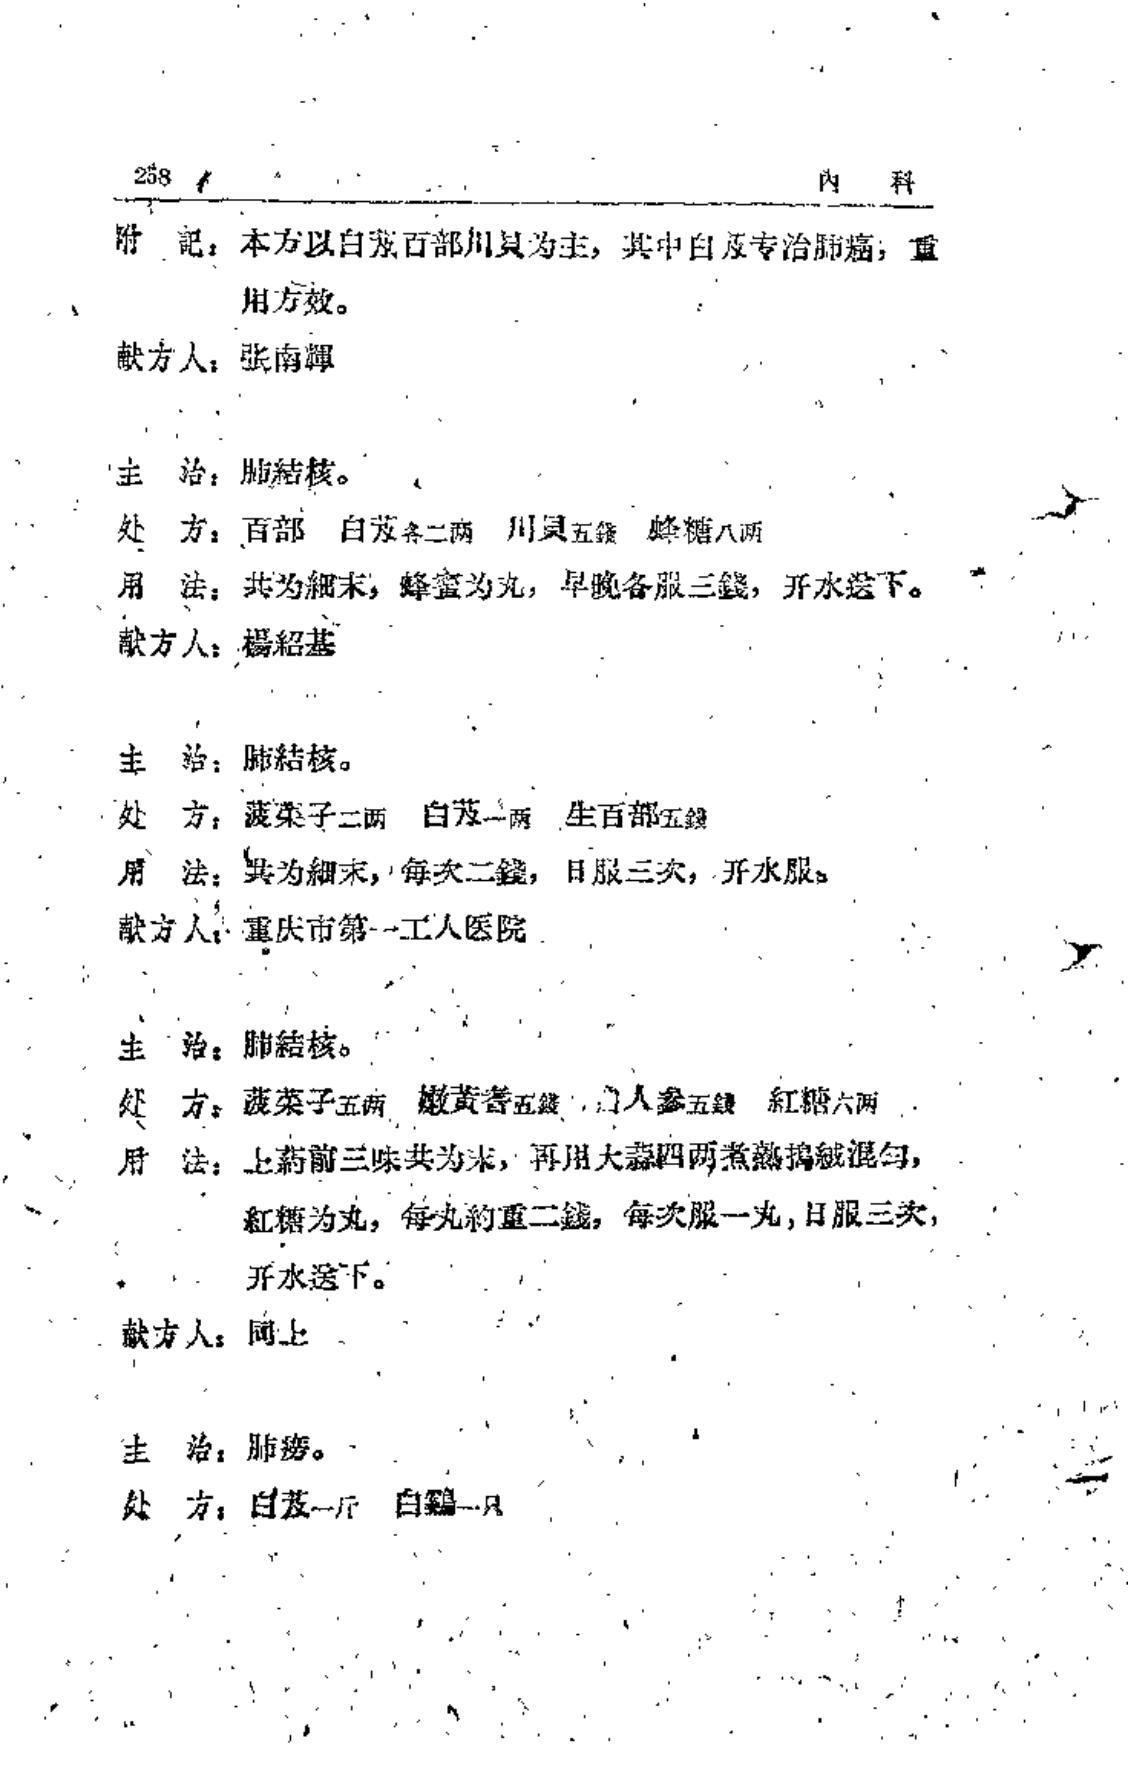 258 内 科
附 記：本方以白芨百部川貝为主，其中白芨专治肺癌，重
用方效。
献方人：张南輝
主 治：肺結核。
处 方：百部 白芨各二两 川貝五錢 蜂糖八两
用 法：共为細末，蜂蜜为丸，早晚各服三錢，开水送下。
献方人：楊紹基
主 治：肺結核。
处 方：菠菜子二两 白芨一两 生百部五錢
用 法：共为細末，每次二錢，日服三次，开水服。
献方人：重庆市第一工人医院
主 治：肺結核。
处 方：菠菜子五两 嫩黃耆五錢 人參五錢 紅糖六两
用 法：上葯前三味共为末，再用大蒜四两煮熟搗絨混匀，
紅糖为丸，每丸約重二錢，每次服一丸，日服三次，
开水送下。
献方人：同上
主 治：肺痨。
处 方：白芨一斤 白鷄一只